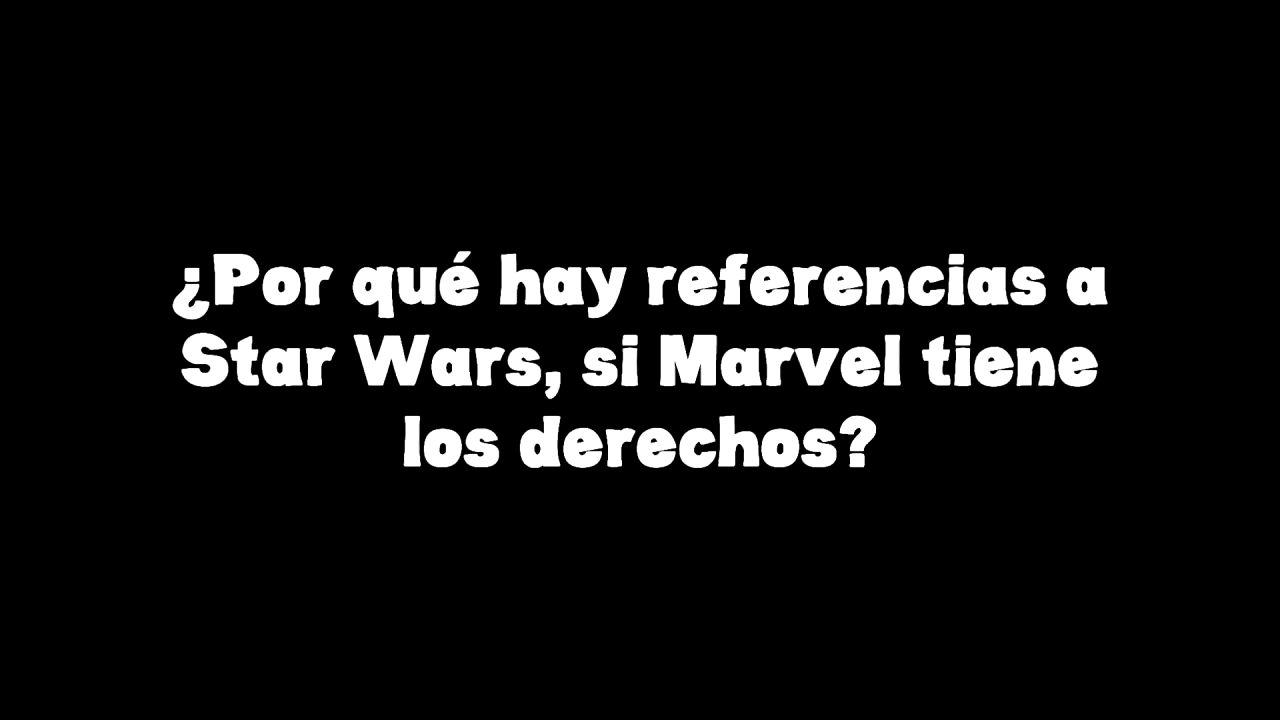 ¿Por qué hay referencias a
Star Wars, si Marvel tiene
los derechos?